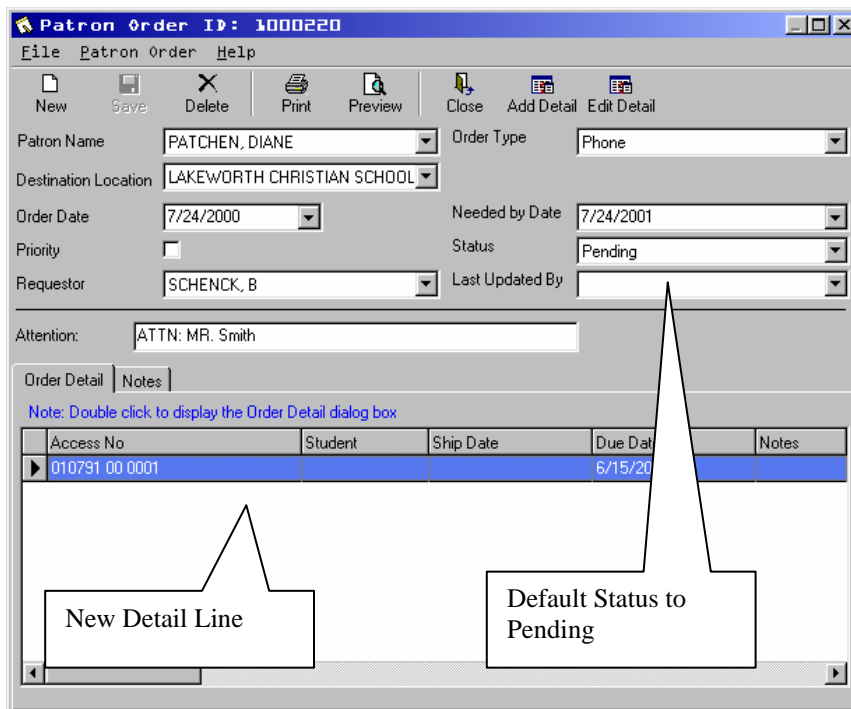 Patron Order ID: 1000220
File Patron Order Help
New Save Delete Print Preview Close Add Detail Edit Detail
Patron Name PATCHEN, DIANE Order Type Phone
Destination Location LAKEWORTH CHRISTIAN SCHOOL
Order Date 7/24/2000 Needed by Date 7/24/2001
Priority Status Pending
Requestor SCHENCK, B Last Updated By
Attention: ATTN: MR. Smith
Order Detail Notes
Note: Double click to display the Order Detail dialog box
Access No Student Ship Date Due Dat Notes
010791 00 0001 6/15/20
New Detail Line
Default Status to
Pending